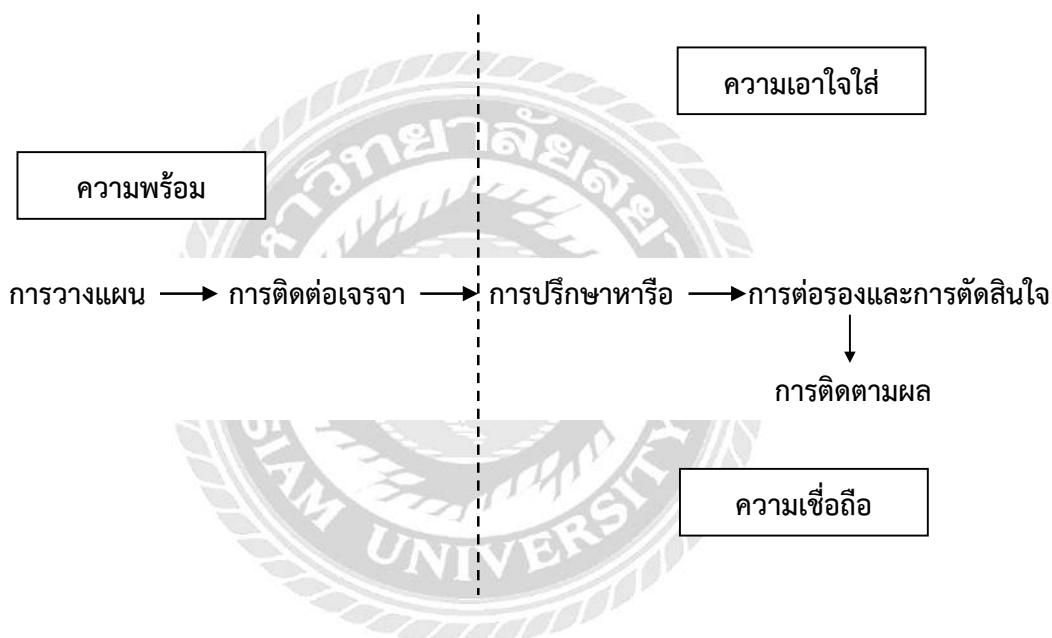 ความเอาใจใส่
ความพร้อม
การวางแผน การติดต่อเจรจา การปรึกษาหารือ การต่อรองและการตัดสินใจ
การติดตามผล
ความเชื่อถือ
SIAM UNIVERSITY